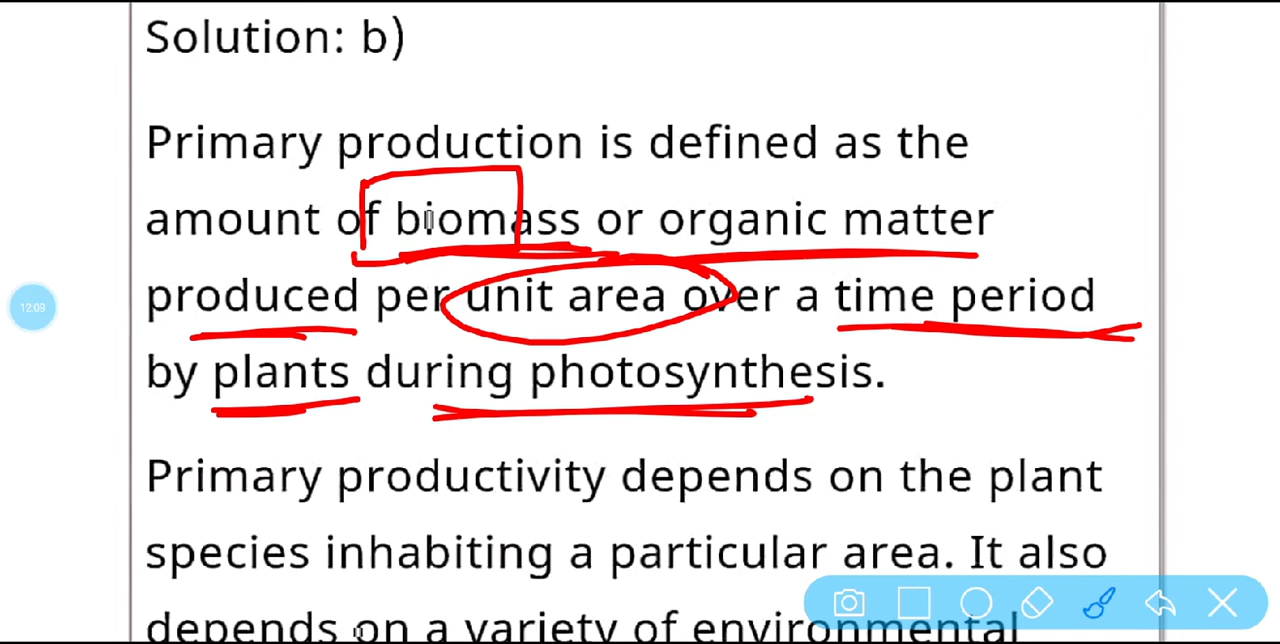 Solution: b)
Primary production is defined as the
amount of biomass or organic matter
produced per unit area over a time period
by plants during photosynthesis.
12:09
Primary productivity depends on the plant
species inhabiting a particular area. It also
depends on a variety of environmental